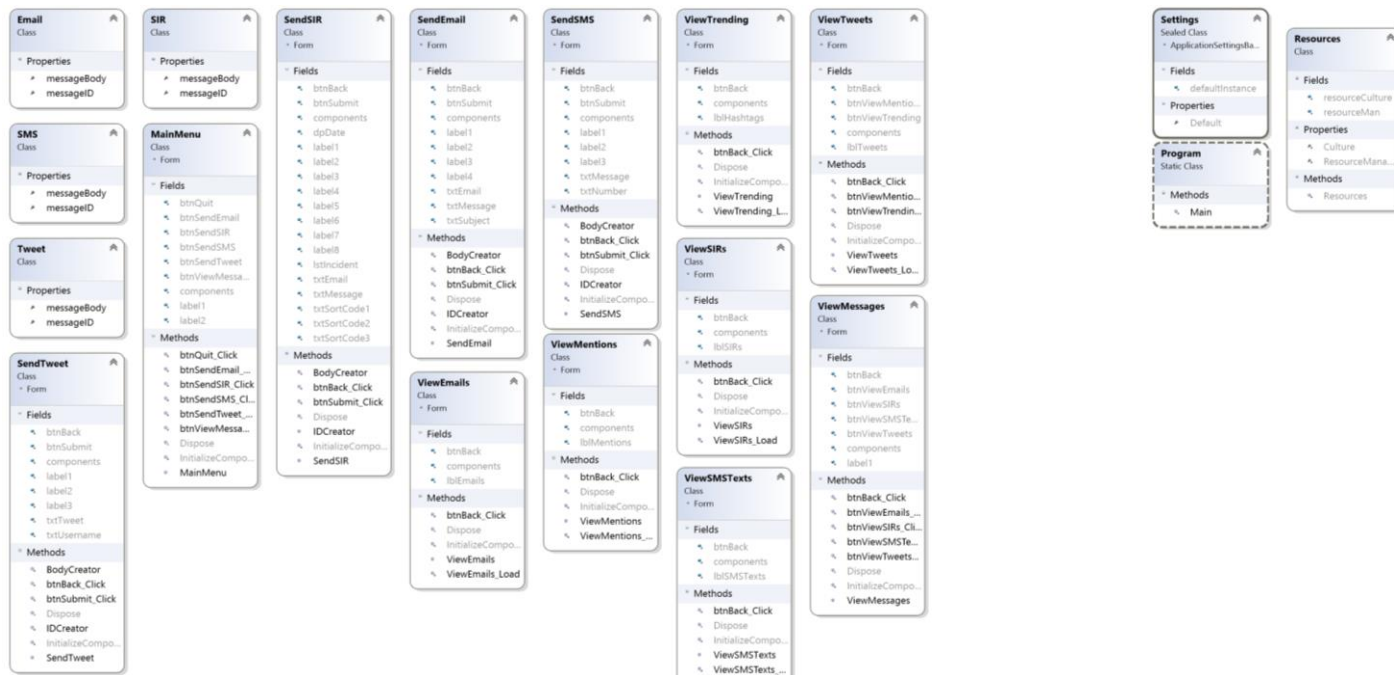 Email
Class
Properties
messageBody
messageID
SMS
Class
Properties
messageBody
messageID
Tweet
Class
Properties
messageBody
messageID
SendTweet
Class
Form
Fields
btnBack
btnSubmit
components
label1
label2
label3
txtTweet
txtUsername
Methods
BodyCreator
btnBack_Click
btnSubmit_Click
Dispose
IDCreator
InitializeCompo...
SendTweet
SIR
Class
Properties
messageBody
messageID
MainMenu
Class
Form
Fields
btnQuit
btnSendEmail
btnSendSIR
btnSendSMS
btnSendTweet
btnViewMessa...
components
label1
label2
Methods
btnQuit_Click
btnSendEmail_...
btnSendSIR_Click
btnSendSMS_Cl...
btnSendTweet_...
btnViewMessa...
Dispose
InitializeCompo...
MainMenu
SendSIR
Class
Form
Fields
btnBack
btnSubmit
components
dpDate
label1
label2
label3
label4
label5
label6
label7
label8
lstIncident
txtEmail
txtMessage
txtSortCode1
txtSortCode2
txtSortCode3
Methods
BodyCreator
btnBack_Click
btnSubmit_Click
Dispose
IDCreator
InitializeCompo...
SendSIR
SendEmail
Class
Form
Fields
btnBack
btnSubmit
components
label1
label2
label3
label4
txtEmail
txtMessage
txtSubject
Methods
BodyCreator
btnBack_Click
btnSubmit_Click
Dispose
IDCreator
InitializeCompo...
SendEmail
ViewEmails
Class
Form
Fields
btnBack
components
lblEmails
Methods
btnBack_Click
Dispose
InitializeCompo...
ViewEmails
ViewEmails_Load
SendSMS
Class
Form
Fields
btnBack
btnSubmit
components
label1
label2
label3
txtMessage
txtNumber
Methods
BodyCreator
btnBack_Click
btnSubmit_Click
Dispose
IDCreator
InitializeCompo...
SendSMS
ViewMentions
Class
Form
Fields
btnBack
components
lblMentions
Methods
btnBack_Click
Dispose
InitializeCompo...
ViewMentions
ViewMentions_...
ViewTrending
Class
Form
Fields
btnBack
components
lblHashtags
Methods
btnBack_Click
Dispose
InitializeCompo...
ViewTrending
ViewTrending_L...
ViewSIRs
Class
Form
Fields
btnBack
components
lblSIRs
Methods
btnBack_Click
Dispose
InitializeCompo...
ViewSIRs
ViewSIRs_Load
ViewSMSTexts
Class
Form
Fields
btnBack
components
lblSMSTexts
Methods
btnBack_Click
Dispose
InitializeCompo...
ViewSMSTexts
ViewSMSTexts_...
ViewTweets
Class
Form
Fields
btnBack
btnViewMentio...
btnViewTrending
components
lblTweets
Methods
btnBack_Click
btnViewMentio...
btnViewTrendin...
Dispose
InitializeCompo...
ViewTweets
ViewTweets_Lo...
ViewMessages
Class
Form
Fields
btnBack
btnViewEmails
btnViewSIRs
btnViewSMSTe...
btnViewTweets
components
label1
Methods
btnBack_Click
btnViewEmails_...
btnViewSIRs_Cli...
btnViewSMSTe...
btnViewTweets...
Dispose
InitializeCompo...
ViewMessages
Settings
Sealed Class
ApplicationSettingsBa...
Fields
defaultInstance
Properties
Default
Program
Static Class
Methods
Main
Resources
Class
Fields
resourceCulture
resourceMan
Properties
Culture
ResourceMana...
Methods
Resources